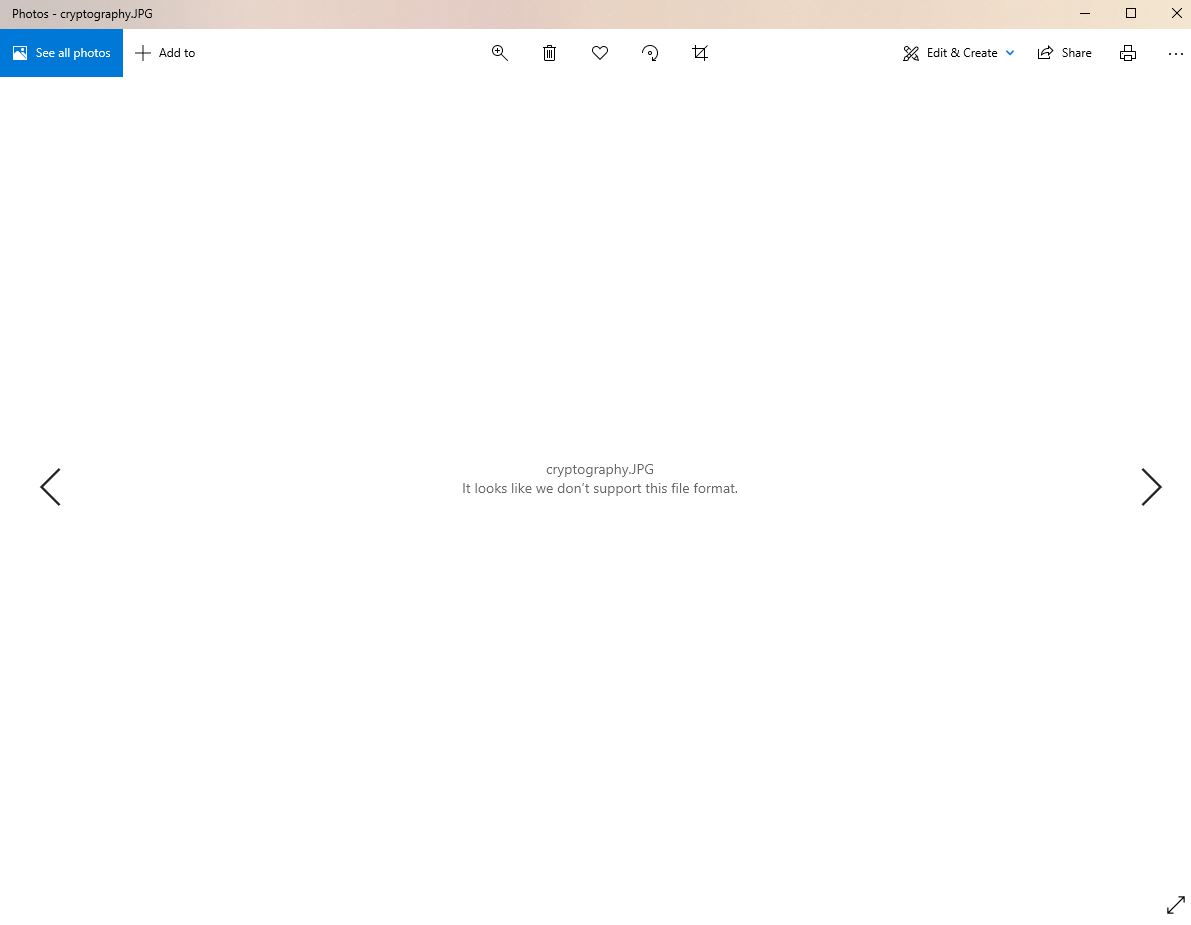 Photos - cryptography.JPG
See all photos
Add to
Edit & Create
Share
cryptography.JPG
It looks like we don't support this file format.